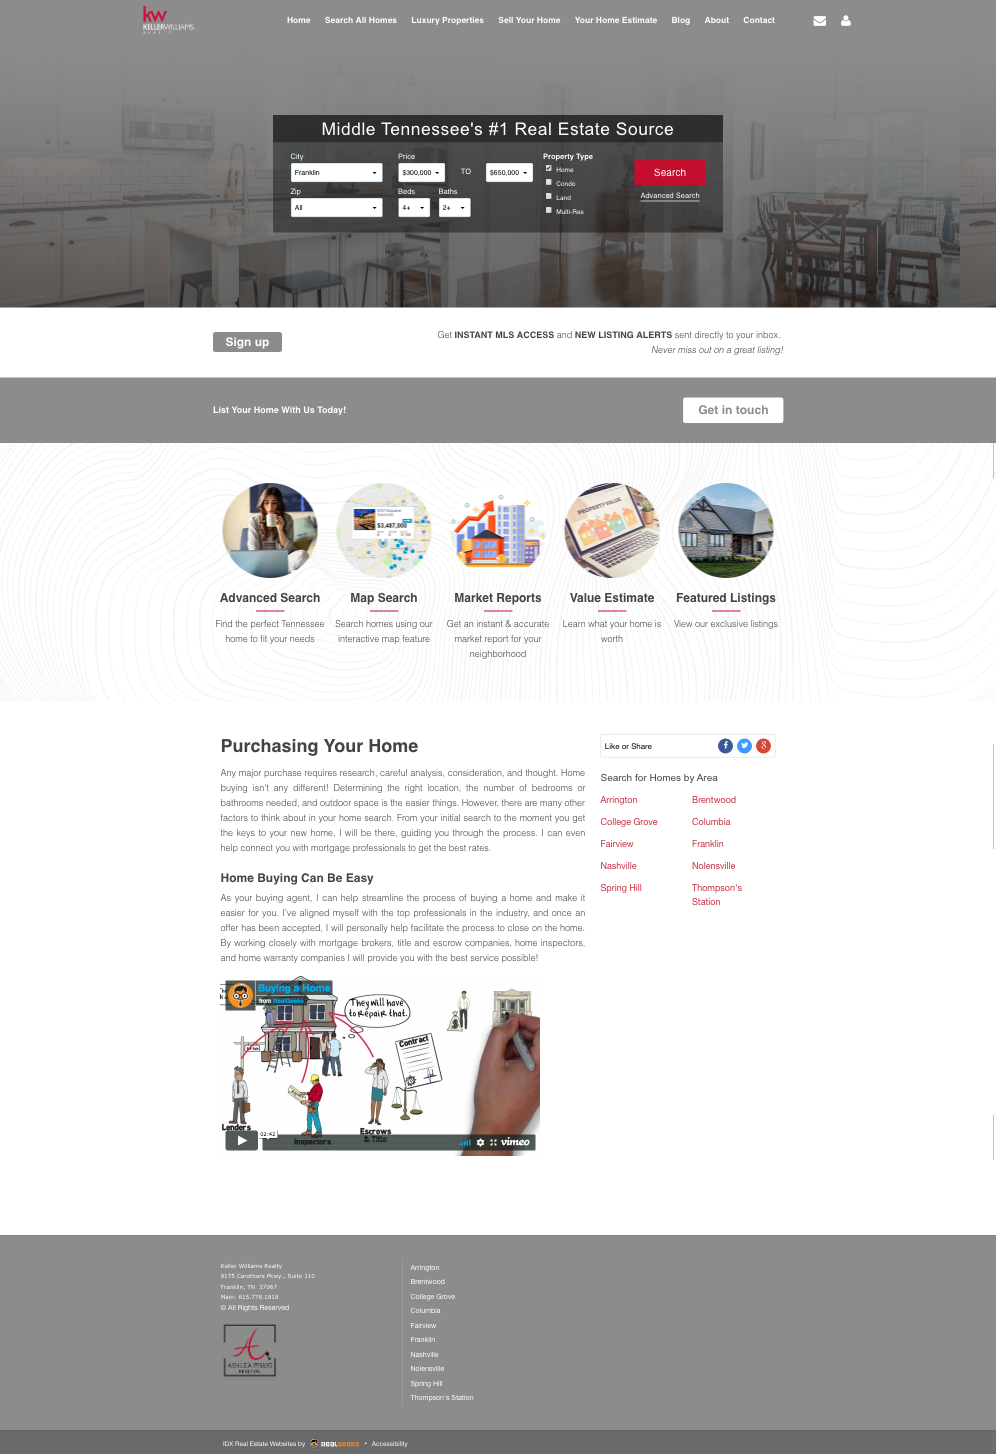 kw
KELLERWILLIAMS.
REALTY
Home Search All Homes Luxury Properties Sell Your Home Your Home Estimate Blog About Contact
Middle Tennessee's #1 Real Estate Source
City Price Property Type
Franklin $300,000 TO $650,000
Home
Condo
Land
Multi-Res
Search
Advanced Search
Zip Beds Baths
All 4+ 2+
Sign up
Get INSTANT MLS ACCESS and NEW LISTING ALERTS sent directly to your inbox.
Never miss out on a great listing!
List Your Home With Us Today!
Get in touch
$3,487,000
PROPERTY VALUE
Advanced Search
Find the perfect Tennessee
home to fit your needs
Map Search
Search homes using our
interactive map feature
Market Reports
Get an instant & accurate
market report for your
neighborhood
Value Estimate
Learn what your home is
worth
Featured Listings
View our exclusive listings
Purchasing Your Home
Any major purchase requires research, careful analysis, consideration, and thought. Home
buying isn't any different! Determining the right location, the number of bedrooms or
bathrooms needed, and outdoor space is the easier things. However, there are many other
factors to think about in your home search. From your initial search to the moment you get
the keys to your new home, I will be there, guiding you through the process. I can even
help connect you with mortgage professionals to get the best rates.
Home Buying Can Be Easy
As your buying agent, I can help streamline the process of buying a home and make it
easier for you. I've aligned myself with the top professionals in the industry, and once an
offer has been accepted, I will personally help facilitate the process to close on the home.
By working closely with mortgage brokers, title and escrow companies, home inspectors,
and home warranty companies I will provide you with the best service possible!
Buying a Home
from RealGeeks
They will have
to repair that.
For Sale
Contract
Lenders
Inspectors
Escrows
& Title
02:42
vimeo
Like or Share
Search for Homes by Area
Arrington Brentwood
College Grove Columbia
Fairview Franklin
Nashville Nolensville
Spring Hill Thompson's
Station
Keller Williams Realty
9175 Carothers Pkwy., Suite 110
Franklin, TN 37067
Main: 615.778.1818
© All Rights Reserved
A
ASHLEA PFLUG
REALTOR
Arrington
Brentwood
College Grove
Columbia
Fairview
Franklin
Nashville
Nolensville
Spring Hill
Thompson's Station
IDX Real Estate Websites by REALGEEKS • Accessibility